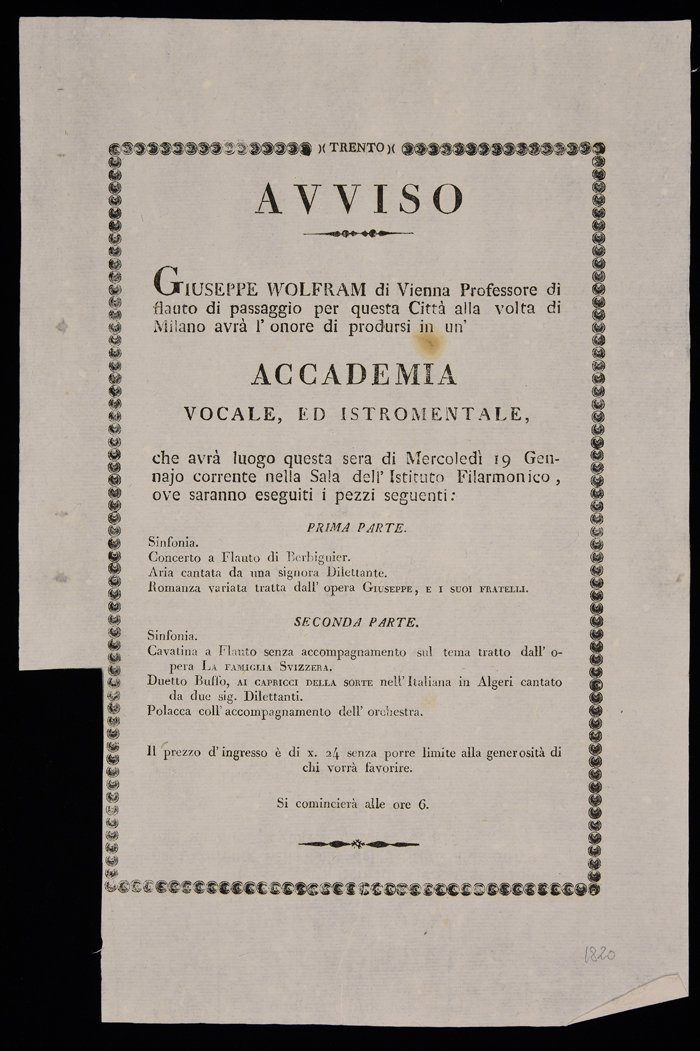 )( TRENTO )(
AVVISO
GIUSEPPE WOLFRAM di Vienna Professore di
flauto di passaggio per questa Città alla volta di
Milano avrà l' onore di prodursi in un'
ACCADEMIA
VOCALE, ED ISTROMENTALE,
che avrà luogo questa sera di Mercoledì 19 Gen-
najo corrente nella Sala dell' Istituto Filarmonico,
ove saranno eseguiti i pezzi seguenti:
PRIMA PARTE.
Sinfonia.
Concerto a Flauto di Berbiguier.
Aria cantata da una signora Dilettante.
Romanza variata tratta dall' opera GIUSEPPE, E I SUOI FRATELLI.
SECONDA PARTE.
Sinfonia.
Cavatina a Flauto senza accompagnamento sul tema tratto dall' o-
pera LA FAMIGLIA SVIZZERA.
Duetto Buffo, AI CAPRICCI DELLA SORTE nell' Italiana in Algeri cantato
da due sig. Dilettanti.
Polacca coll' accompagnamento dell' orchestra.
Il prezzo d' ingresso è di x. 24 senza porre limite alla generosità di
chi vorrà favorire.
Si comincierà alle ore 6.
1820